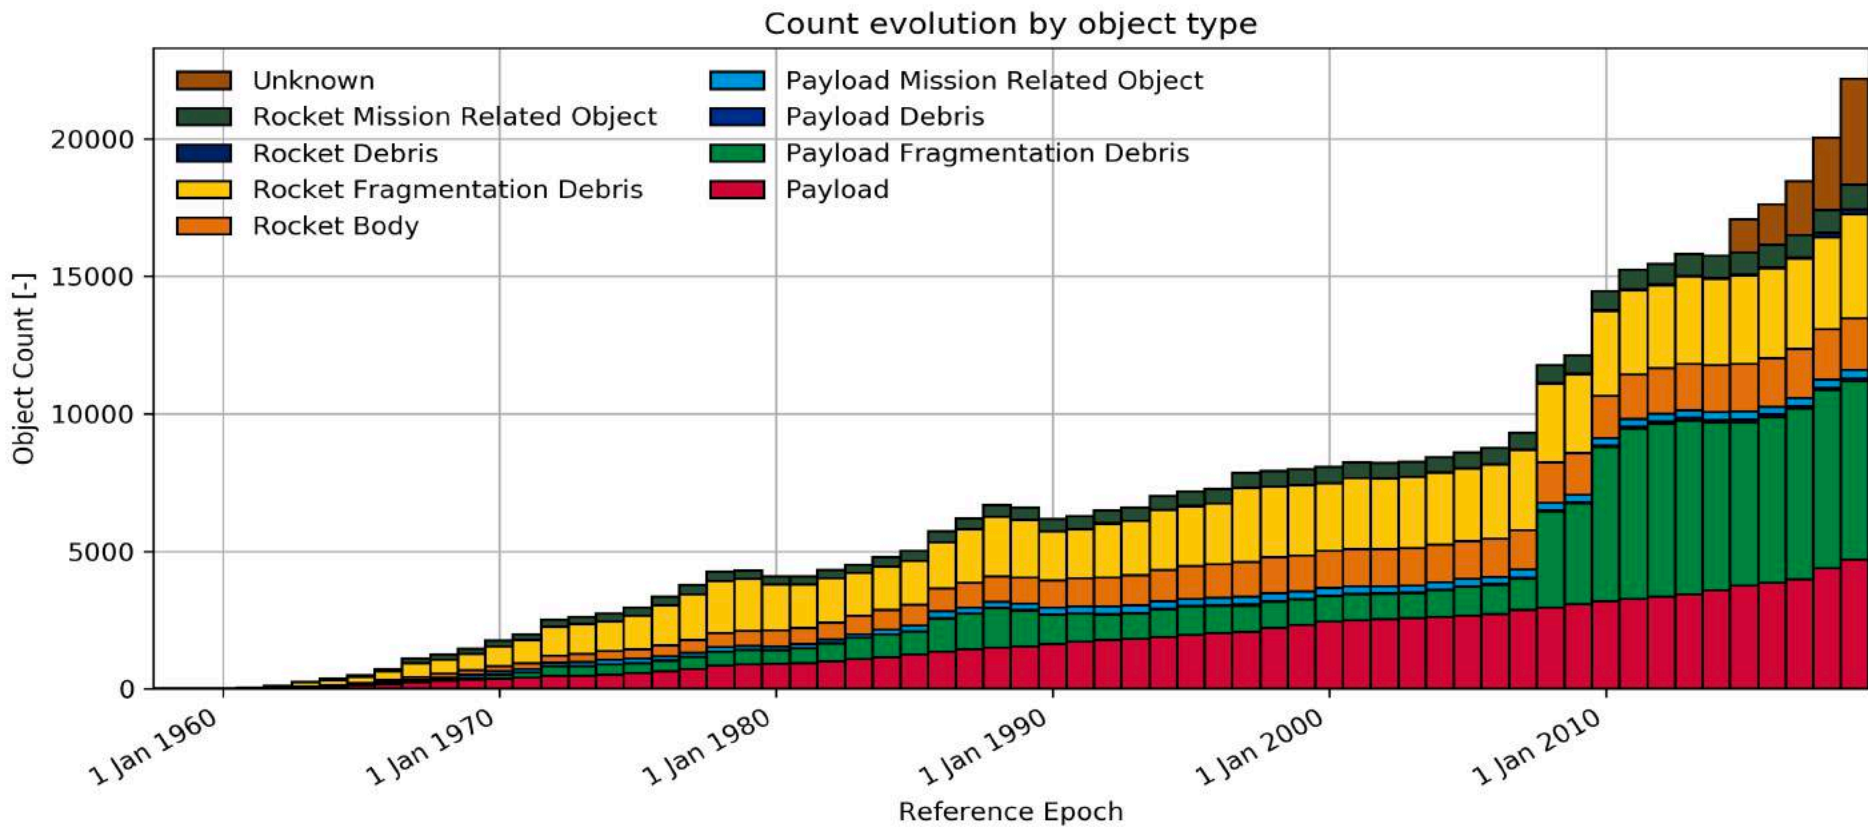 Count evolution by object type
Unknown
Rocket Mission Related Object
Rocket Debris
Rocket Fragmentation Debris
Rocket Body
Payload Mission Related Object
Payload Debris
Payload Fragmentation Debris
Payload
Object Count [-]
20000
15000
10000
5000
0
1 Jan 1960
1 Jan 1970
1 Jan 1980
1 Jan 1990
1 Jan 2000
1 Jan 2010
Reference Epoch